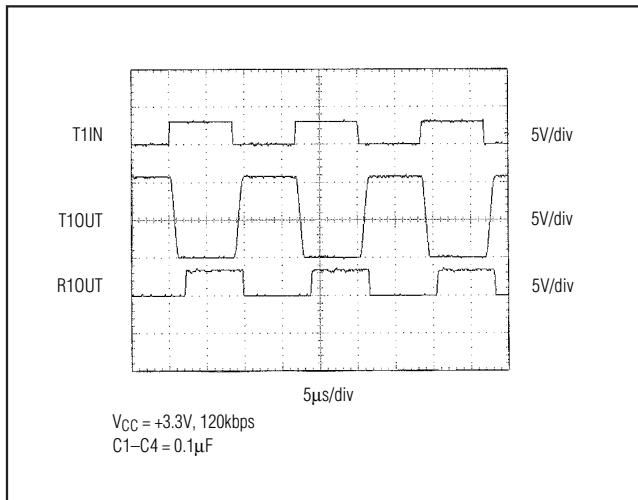 T1IN 5V/div
T1OUT 5V/div
R1OUT 5V/div
5μs/div
VCC = +3.3V, 120kbps
C1–C4 = 0.1μF